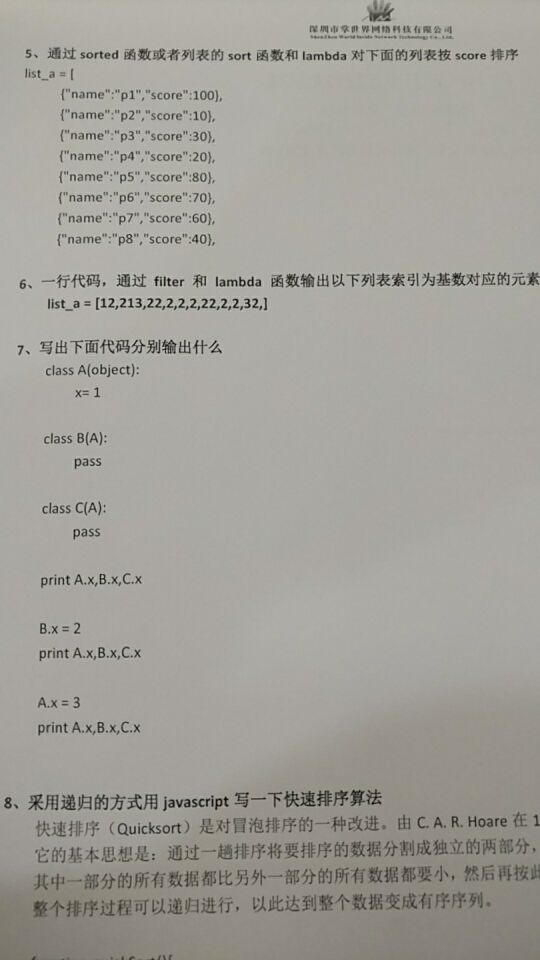 深圳市掌世界网络科技有限公司
ShenZhen World Inside Network Technology Co., Ltd.
5、通过 sorted 函数或者列表的 sort 函数和 lambda 对下面的列表按 score 排序
list_a = [
{"name":"p1","score":100},
{"name":"p2","score":10},
{"name":"p3","score":30},
{"name":"p4","score":20},
{"name":"p5","score":80},
{"name":"p6","score":70},
{"name":"p7","score":60},
{"name":"p8","score":40},
6、一行代码，通过 filter 和 lambda 函数输出以下列表索引为基数对应的元素
list_a = [12,213,22,2,2,2,22,2,2,32,]
7、写出下面代码分别输出什么
class A(object):
x= 1
class B(A):
pass
class C(A):
pass
print A.x,B.x,C.x
B.x = 2
print A.x,B.x,C.x
A.x = 3
print A.x,B.x,C.x
8、采用递归的方式用 javascript 写一下快速排序算法
快速排序（Quicksort）是对冒泡排序的一种改进。由 C. A. R. Hoare 在 1
它的基本思想是：通过一趟排序将要排序的数据分割成独立的两部分，
其中一部分的所有数据都比另外一部分的所有数据都要小，然后再按此
整个排序过程可以递归进行，以此达到整个数据变成有序序列。